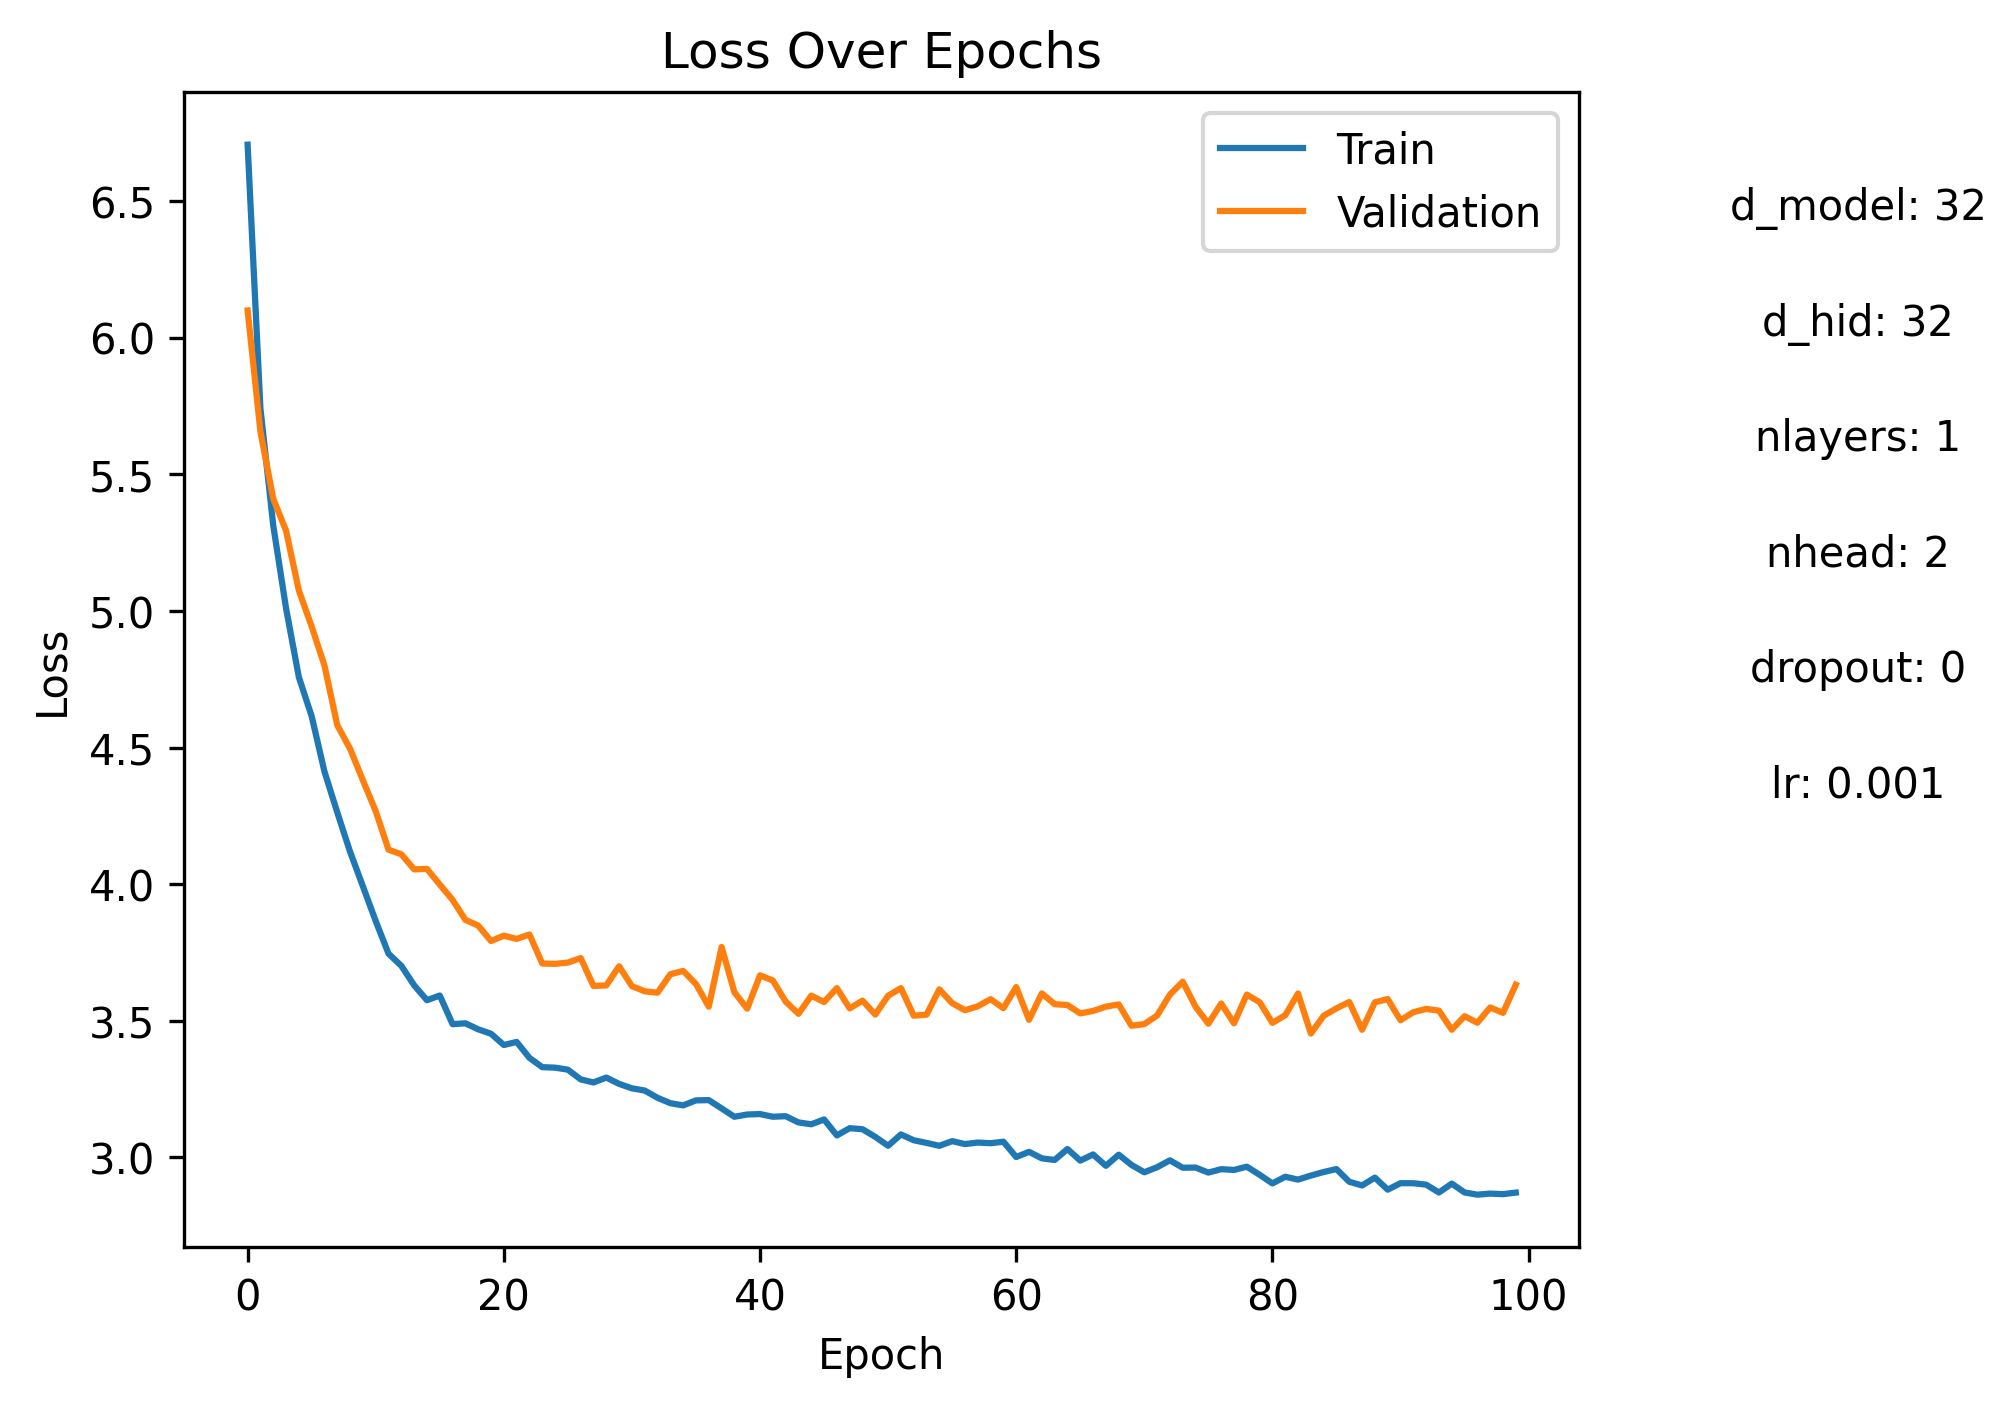 Loss Over Epochs
Train
Validation
6.5
6.0
5.5
5.0
4.5
4.0
3.5
3.0
Loss
0 20 40 60 80 100
Epoch
d_model: 32
d_hid: 32
nlayers: 1
nhead: 2
dropout: 0
lr: 0.001